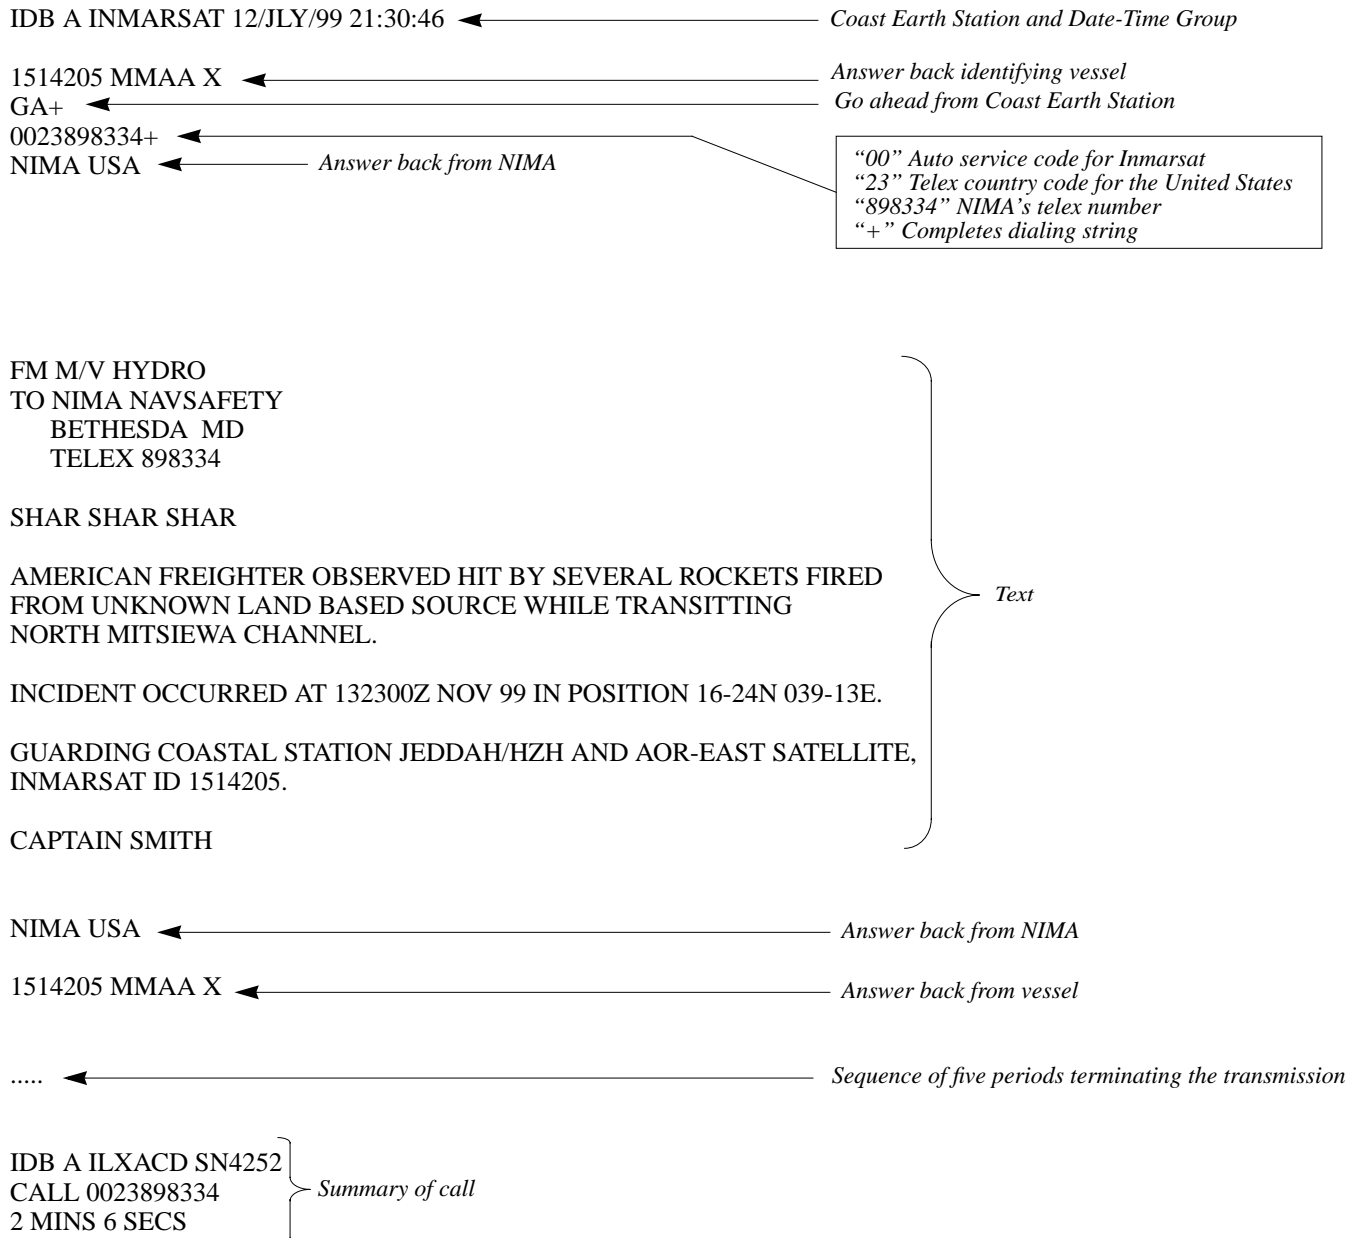 IDB A INMARSAT 12/JLY/99 21:30:46
Coast Earth Station and Date-Time Group
1514205 MMAA X
Answer back identifying vessel
GA+
Go ahead from Coast Earth Station
0023898334+
NIMA USA
Answer back from NIMA
“00” Auto service code for Inmarsat
“23” Telex country code for the United States
“898334” NIMA’s telex number
“+” Completes dialing string
FM M/V HYDRO
TO NIMA NAVSAFETY
BETHESDA MD
TELEX 898334
SHAR SHAR SHAR
AMERICAN FREIGHTER OBSERVED HIT BY SEVERAL ROCKETS FIRED
FROM UNKNOWN LAND BASED SOURCE WHILE TRANSITTING
NORTH MITSIEWA CHANNEL.
INCIDENT OCCURRED AT 132300Z NOV 99 IN POSITION 16-24N 039-13E.
GUARDING COASTAL STATION JEDDAH/HZH AND AOR-EAST SATELLITE,
INMARSAT ID 1514205.
CAPTAIN SMITH
Text
NIMA USA
Answer back from NIMA
1514205 MMAA X
Answer back from vessel
.....
Sequence of five periods terminating the transmission
IDB A ILXACD SN4252
CALL 0023898334
2 MINS 6 SECS
Summary of call